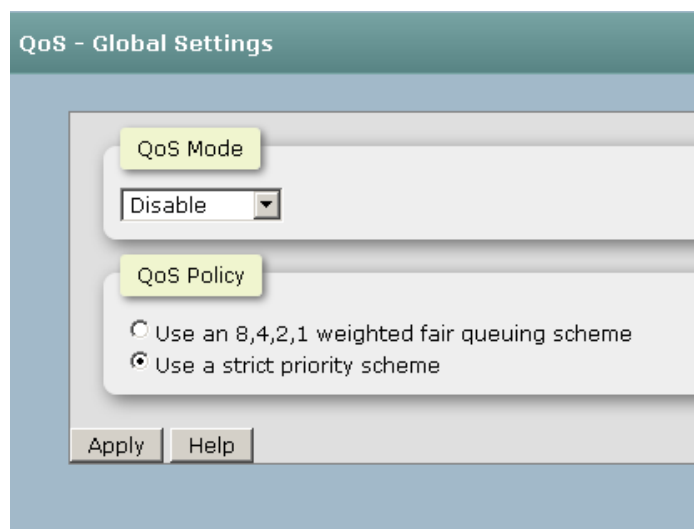 QoS - Global Settings
QoS Mode
Disable
QoS Policy
Use an 8,4,2,1 weighted fair queuing scheme
Use a strict priority scheme
Apply Help